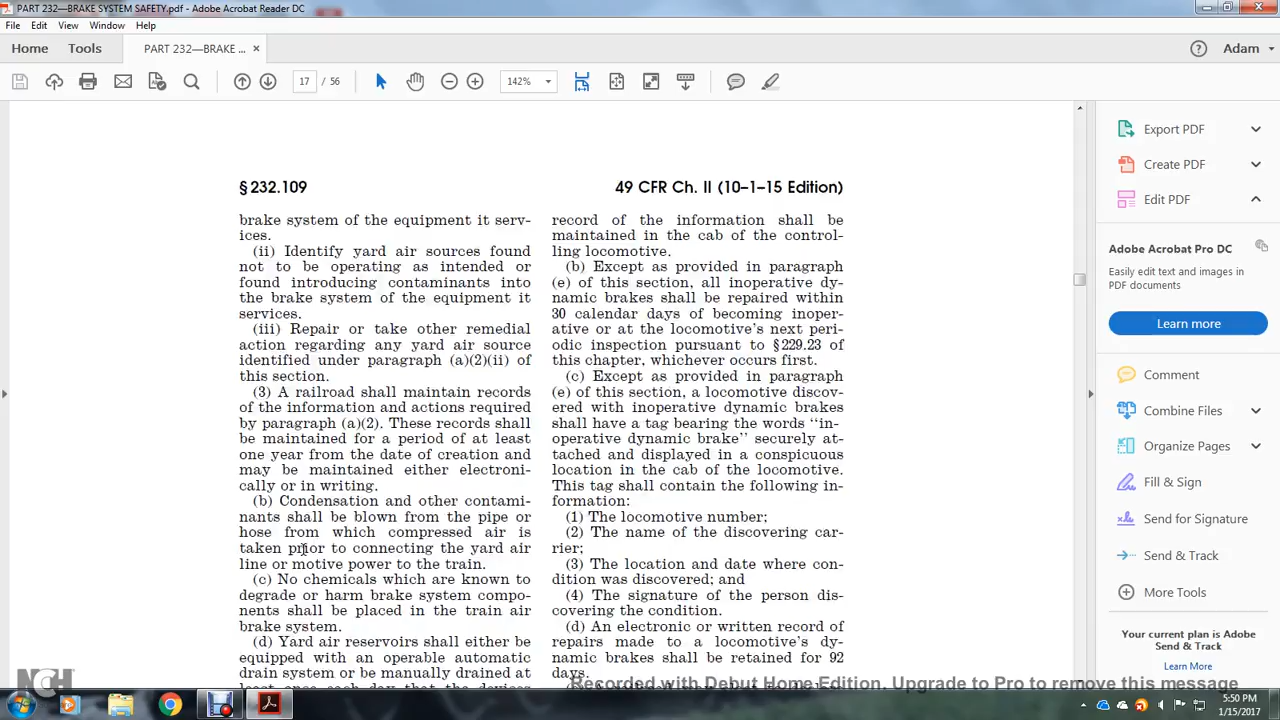 PART 232—BRAKE SYSTEM SAFETY.pdf - Adobe Acrobat Reader DC
File Edit View Window Help
Home Tools PART 232—BRAKE ... × Adam
17 / 56 142%
§ 232.109
brake system of the equipment it serv-
ices.
(ii) Identify yard air sources found
not to be operating as intended or
found introducing contaminants into
the brake system of the equipment it
services.
(iii) Repair or take other remedial
action regarding any yard air source
identified under paragraph (a)(2)(ii) of
this section.
(3) A railroad shall maintain records
of the information and actions required
by paragraph (a)(2). These records shall
be maintained for a period of at least
one year from the date of creation and
may be maintained either electroni-
cally or in writing.
(b) Condensation and other contami-
nants shall be blown from the pipe or
hose from which compressed air is
taken prior to connecting the yard air
line or motive power to the train.
(c) No chemicals which are known to
degrade or harm brake system compo-
nents shall be placed in the train air
brake system.
(d) Yard air reservoirs shall either be
equipped with an operable automatic
drain system or be manually drained at
least once each day that the devices
49 CFR Ch. II (10–1–15 Edition)
record of the information shall be
maintained in the cab of the control-
ling locomotive.
(b) Except as provided in paragraph
(e) of this section, all inoperative dy-
namic brakes shall be repaired within
30 calendar days of becoming inoper-
ative or at the locomotive's next peri-
odic inspection pursuant to § 229.23 of
this chapter, whichever occurs first.
(c) Except as provided in paragraph
(e) of this section, a locomotive discov-
ered with inoperative dynamic brakes
shall have a tag bearing the words ‘‘in-
operative dynamic brake’’ securely at-
tached and displayed in a conspicuous
location in the cab of the locomotive.
This tag shall contain the following in-
formation:
(1) The locomotive number;
(2) The name of the discovering car-
rier;
(3) The location and date where con-
dition was discovered; and
(4) The signature of the person dis-
covering the condition.
(d) An electronic or written record of
repairs made to a locomotive's dy-
namic brakes shall be retained for 92
days.
Export PDF
Create PDF
Edit PDF
Adobe Acrobat Pro DC
Easily edit text and images in
PDF documents
Learn more
Comment
Combine Files
Organize Pages
Fill & Sign
Send for Signature
Send & Track
More Tools
Your current plan is Adobe
Send & Track
Learn More
NCH
Recorded with Debut Home Edition. Upgrade to Pro to remove this message
5:50 PM
1/15/2017